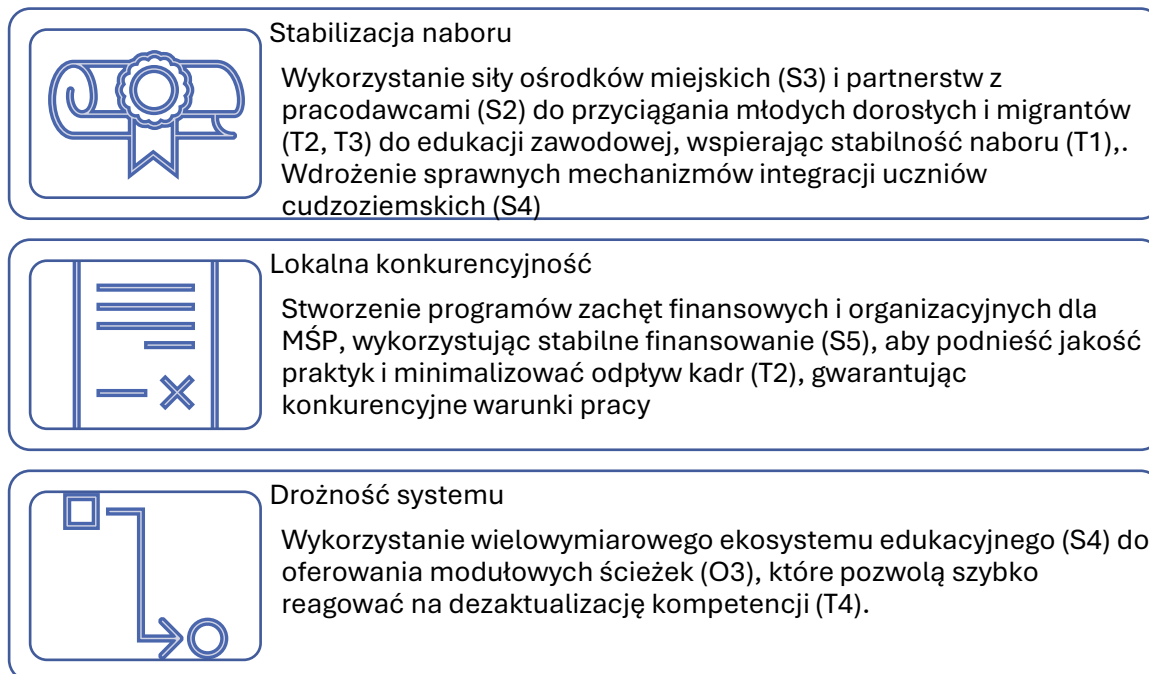 Stabilizacja naboru
Wykorzystanie siły ośrodków miejskich (S3) i partnerstw z
pracodawcami (S2) do przyciągania młodych dorosłych i migrantów
(T2, T3) do edukacji zawodowej, wspierając stabilność naboru (T1),.
Wdrożenie sprawnych mechanizmów integracji uczniów
cudzoziemskich (S4)
Lokalna konkurencyjność
Stworzenie programów zachęt finansowych i organizacyjnych dla
MŚP, wykorzystując stabilne finansowanie (S5), aby podnieść jakość
praktyk i minimalizować odpływ kadr (T2), gwarantując
konkurencyjne warunki pracy
Drożność systemu
Wykorzystanie wielowymiarowego ekosystemu edukacyjnego (S4) do
oferowania modułowych ścieżek (O3), które pozwolą szybko
reagować na dezaktualizację kompetencji (T4).